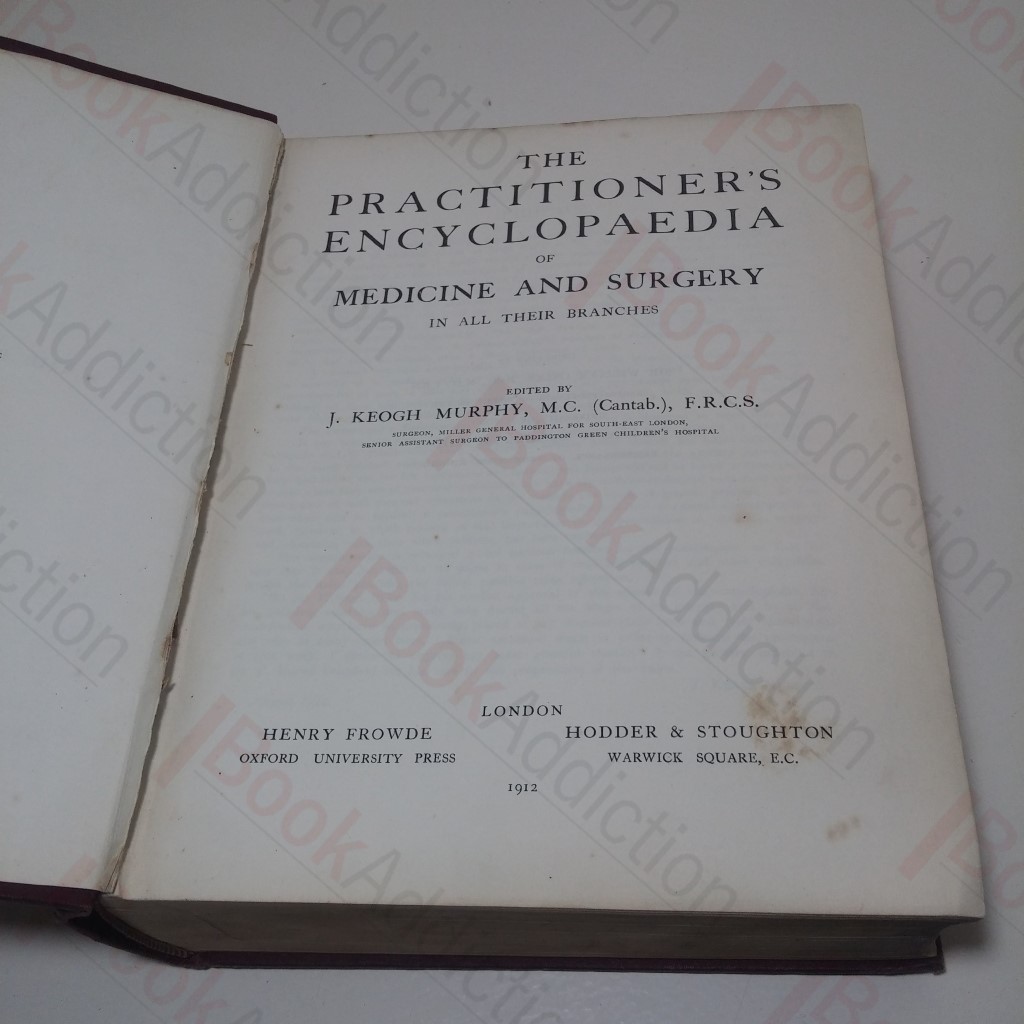 THE
PRACTITIONER'S
ENCYCLOPAEDIA
OF
MEDICINE AND SURGERY
IN ALL THEIR BRANCHES
EDITED BY
J. KEOGH MURPHY, M.C. (Cantab.), F.R.C.S.
SURGEON, MILLER GENERAL HOSPITAL FOR SOUTH-EAST LONDON,
SENIOR ASSISTANT SURGEON TO PADDINGTON GREEN CHILDREN'S HOSPITAL
LONDON
HENRY FROWDE
OXFORD UNIVERSITY PRESS
HODDER & STOUGHTON
WARWICK SQUARE, E.C.
1912
BookAddiction